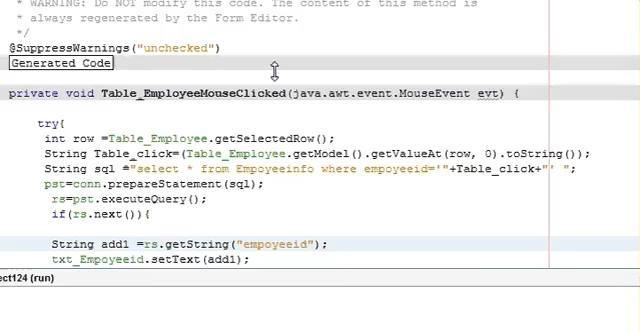 * WARNING: Do NOT modify this code. The content of this method is
* always regenerated by the Form Editor.
*/
@SuppressWarnings("unchecked")
Generated Code
private void Table_EmployeeMouseClicked(java.awt.event.MouseEvent evt) {
try{
int row =Table_Employee.getSelectedRow();
String Table_click=(Table_Employee.getModel().getValueAt(row, 0).toString());
String sql ="select * from Empoyeeinfo where empoyeeid='"+Table_click+"' ";
pst=conn.prepareStatement(sql);
rs=pst.executeQuery();
if(rs.next()){
String add1 =rs.getString("empoyeeid");
txt_Empoyeeid.setText(add1);
ect124 (run)